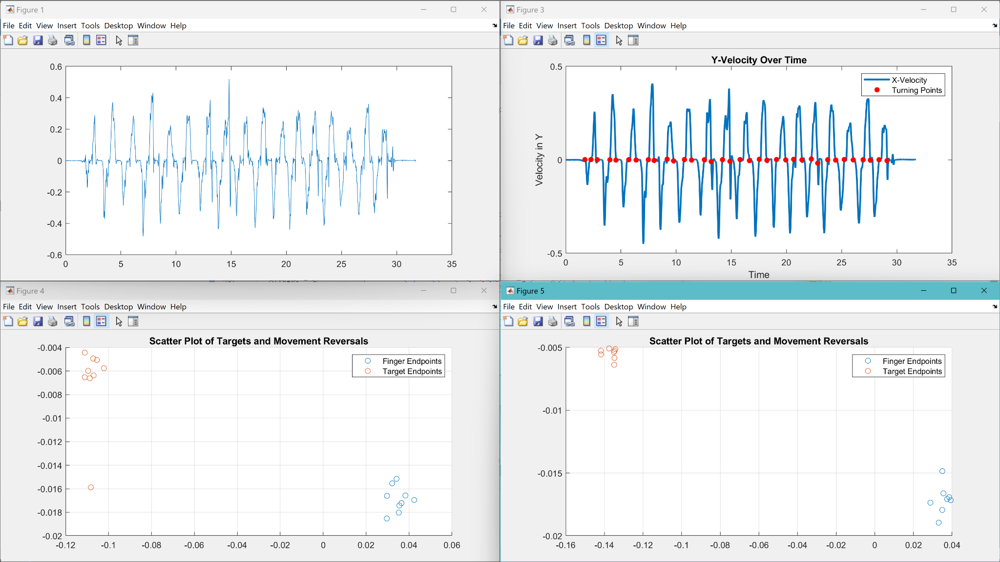 Figure 1
File Edit View Insert Tools Desktop Window Help
0.6
0.4
0.2
0
-0.2
-0.4
-0.6
0 5 10 15 20 25 30 35
Figure 3
File Edit View Insert Tools Desktop Window Help
Y-Velocity Over Time
X-Velocity
Turning Points
Velocity in Y
0.5
0
-0.5
0 5 10 15 20 25 30 35
Time
Figure 4
File Edit View Insert Tools Desktop Window Help
Scatter Plot of Targets and Movement Reversals
Finger Endpoints
Target Endpoints
-0.004
-0.006
-0.008
-0.01
-0.012
-0.014
-0.016
-0.018
-0.02
-0.12 -0.1 -0.08 -0.06 -0.04 -0.02 0 0.02 0.04 0.06
Figure 5
File Edit View Insert Tools Desktop Window Help
Scatter Plot of Targets and Movement Reversals
Finger Endpoints
Target Endpoints
-0.005
-0.01
-0.015
-0.02
-0.16 -0.14 -0.12 -0.1 -0.08 -0.06 -0.04 -0.02 0 0.02 0.04